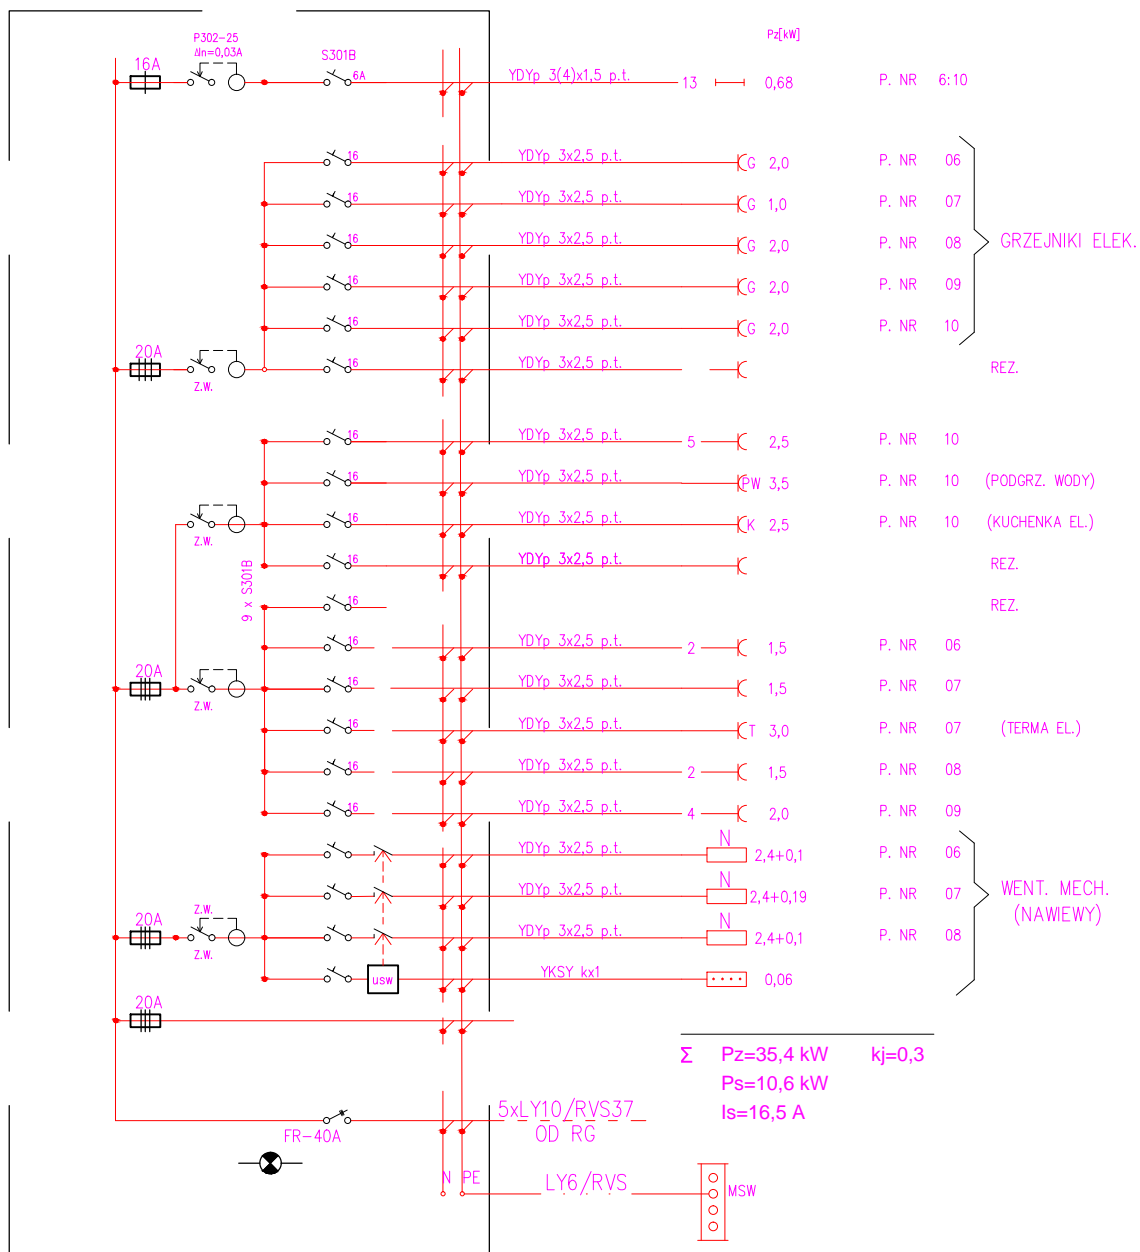 Pz[kW]
P302-25
ΔIn=0,03A
S301B
16A
6A
YDYp 3(4)x1,5 p.t.
13
0,68
P. NR 6:10
16
YDYp 3x2,5 p.t.
G 2,0
P. NR 06
16
YDYp 3x2,5 p.t.
G 1,0
P. NR 07
16
YDYp 3x2,5 p.t.
G 2,0
P. NR 08
GRZEJNIKI ELEK.
16
YDYp 3x2,5 p.t.
G 2,0
P. NR 09
16
YDYp 3x2,5 p.t.
G 2,0
P. NR 10
20A
Z.W.
16
YDYp 3x2,5 p.t.
REZ.
16
YDYp 3x2,5 p.t.
5
2,5
P. NR 10
16
YDYp 3x2,5 p.t.
PW 3,5
P. NR 10 (PODGRZ. WODY)
Z.W.
16
YDYp 3x2,5 p.t.
K 2,5
P. NR 10 (KUCHENKA EL.)
16
YDYp 3x2,5 p.t.
REZ.
9 x S301B
16
REZ.
16
YDYp 3x2,5 p.t.
2
1,5
P. NR 06
20A
Z.W.
16
YDYp 3x2,5 p.t.
1,5
P. NR 07
16
YDYp 3x2,5 p.t.
T 3,0
P. NR 07 (TERMA EL.)
16
YDYp 3x2,5 p.t.
2
1,5
P. NR 08
16
YDYp 3x2,5 p.t.
4
2,0
P. NR 09
YDYp 3x2,5 p.t.
N
2,4+0,1
P. NR 06
YDYp 3x2,5 p.t.
N
2,4+0,19
P. NR 07
WENT. MECH.
(NAWIEWY)
20A
Z.W.
Z.W.
YDYp 3x2,5 p.t.
N
2,4+0,1
P. NR 08
usw
YKSY kx1
0,06
20A
Σ Pz=35,4 kW kj=0,3
Ps=10,6 kW
Is=16,5 A
FR-40A
5xLY10/RVS37
OD RG
N PE
LY6/RVS
MSW